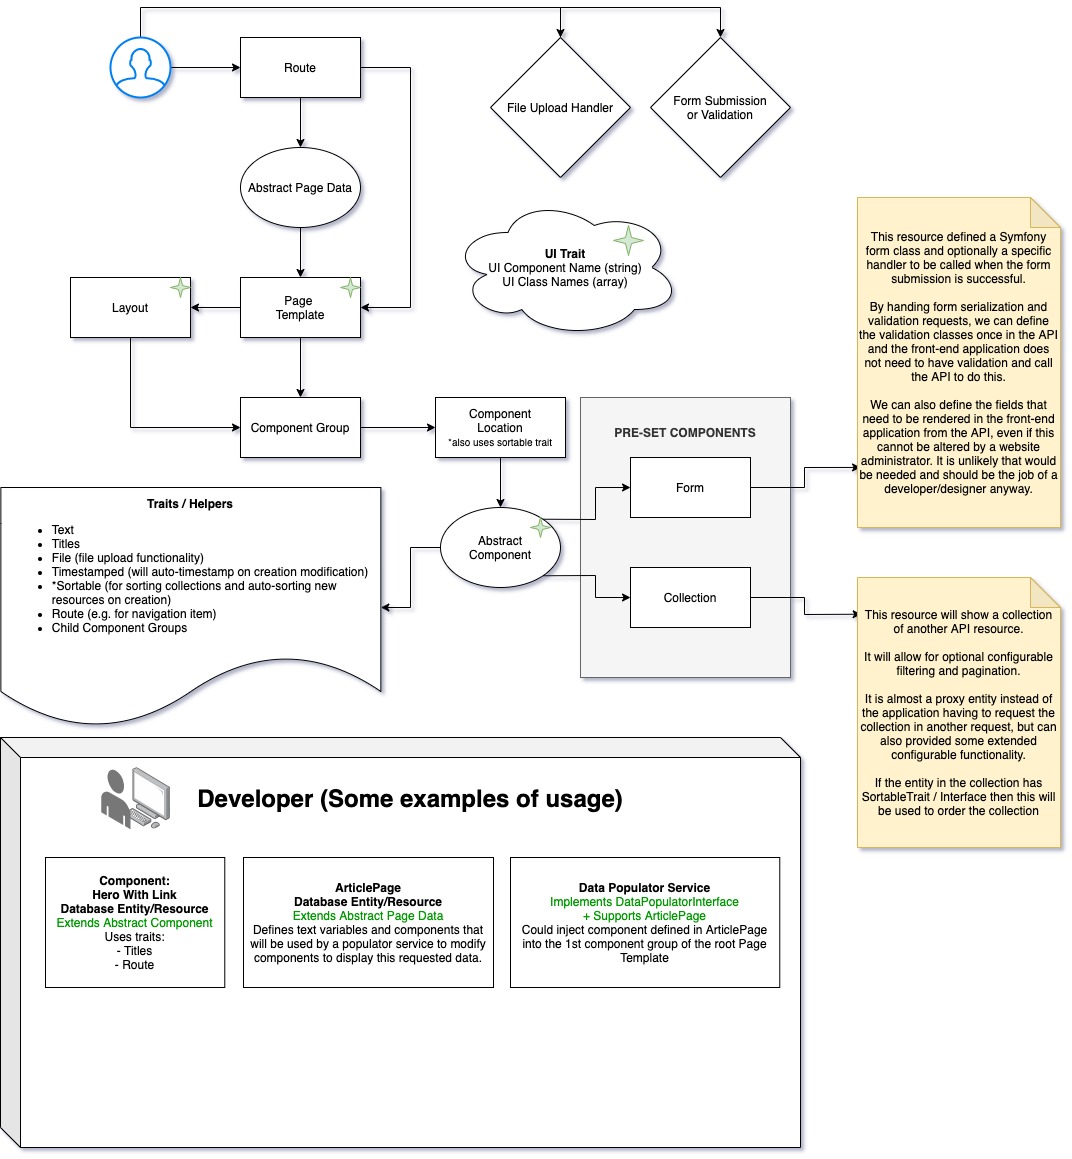 Route
File Upload Handler
Form Submission
or Validation
Abstract Page Data
UI Trait
UI Component Name (string)
UI Class Names (array)
Layout
Page
Template
Component Group
Component
Location
*also uses sortable trait
PRE-SET COMPONENTS
Form
Abstract
Component
Collection
This resource defined a Symfony
form class and optionally a specific
handler to be called when the form
submission is successful.
By handing form serialization and
validation requests, we can define
the validation classes once in the API
and the front-end application does
not need to have validation and call
the API to do this.
We can also define the fields that
need to be rendered in the front-end
application from the API, even if this
cannot be altered by a website
administrator. It is unlikely that would
be needed and should be the job of a
developer/designer anyway.
Traits / Helpers
• Text
• Titles
• File (file upload functionality)
• Timestamped (will auto-timestamp on creation modification)
• *Sortable (for sorting collections and auto-sorting new
resources on creation)
• Route (e.g. for navigation item)
• Child Component Groups
This resource will show a collection
of another API resource.
It will allow for optional configurable
filtering and pagination.
It is almost a proxy entity instead of
the application having to request the
collection in another request, but can
also provided some extended
configurable functionality.
If the entity in the collection has
SortableTrait / Interface then this will
be used to order the collection
Developer (Some examples of usage)
Component:
Hero With Link
Database Entity/Resource
Extends Abstract Component
Uses traits:
- Titles
- Route
ArticlePage
Database Entity/Resource
Extends Abstract Page Data
Defines text variables and components that
will be used by a populator service to modify
components to display this requested data.
Data Populator Service
Implements DataPopulatorInterface
+ Supports ArticlePage
Could inject component defined in ArticlePage
into the 1st component group of the root Page
Template